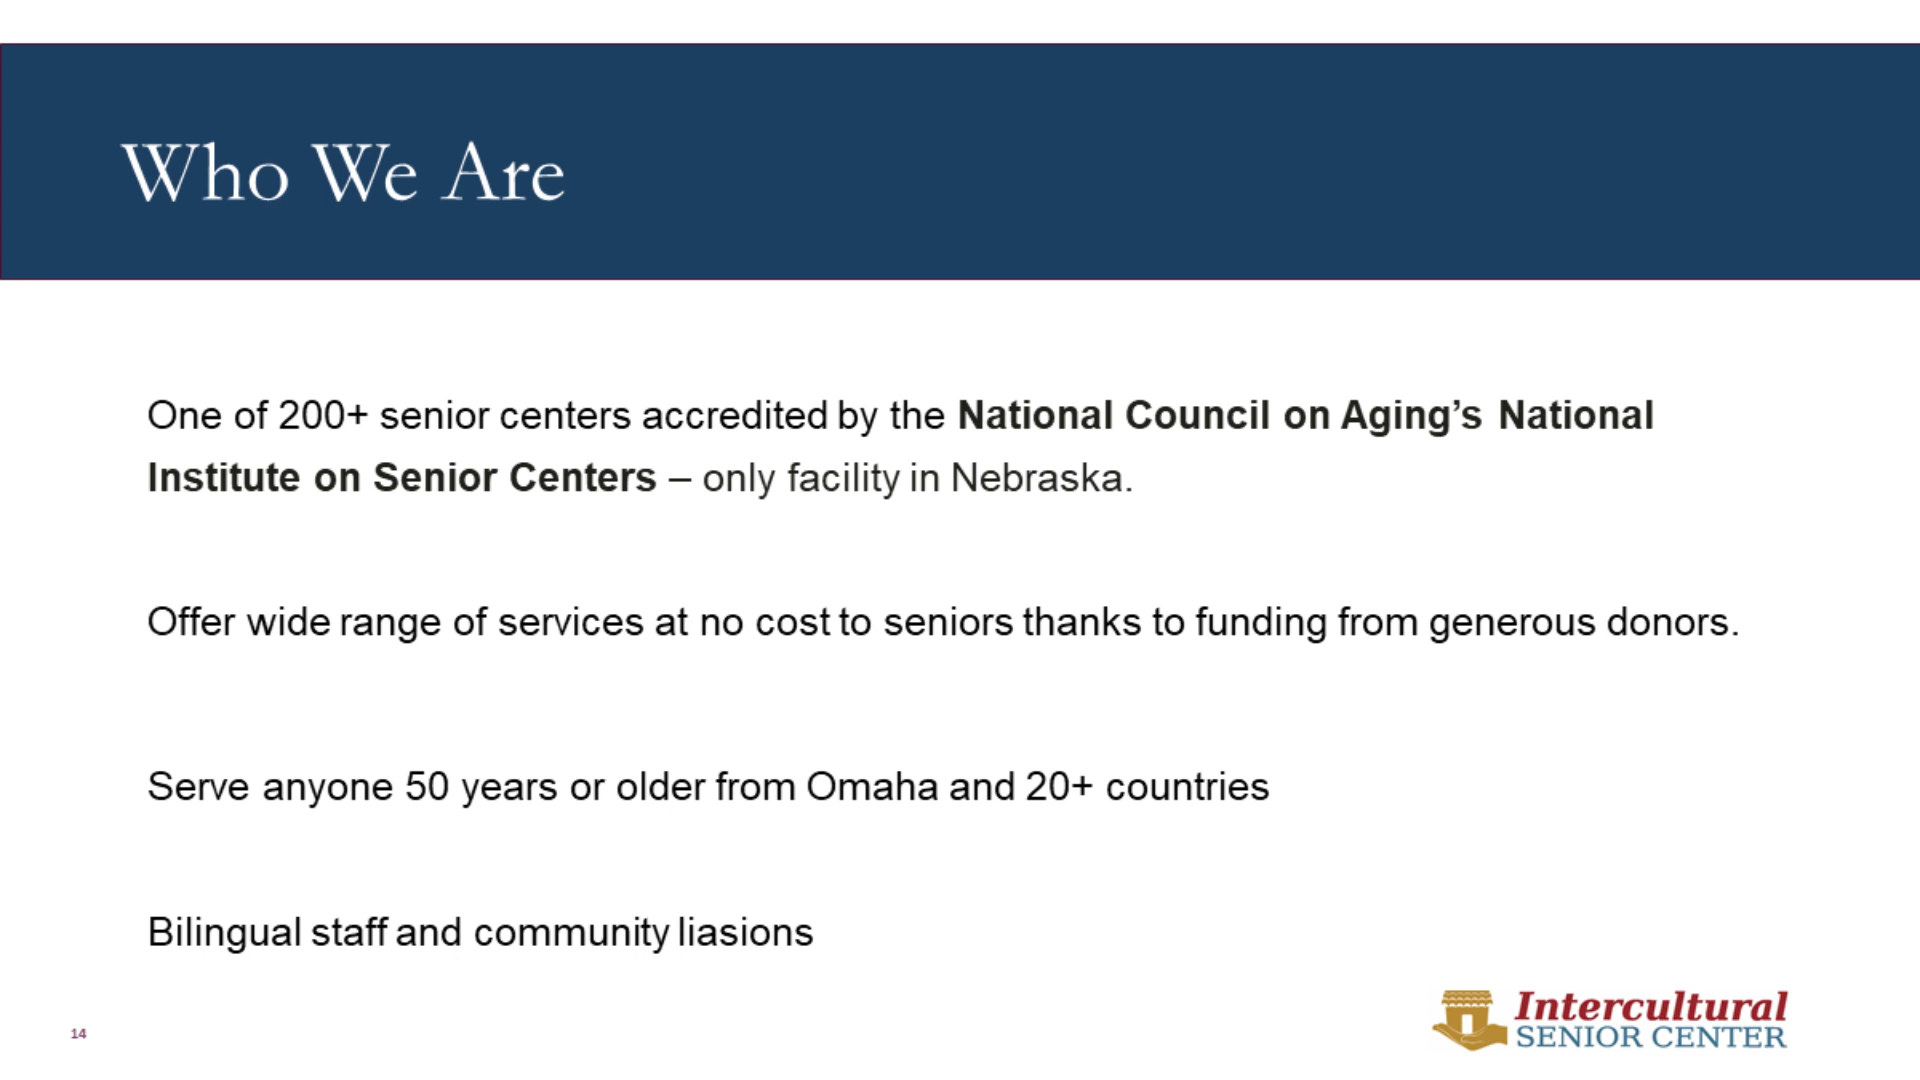 Who We Are
One of 200+ senior centers accredited by the National Council on Aging’s National
Institute on Senior Centers – only facility in Nebraska.
Offer wide range of services at no cost to seniors thanks to funding from generous donors.
Serve anyone 50 years or older from Omaha and 20+ countries
Bilingual staff and community liasions
14
Intercultural
SENIOR CENTER